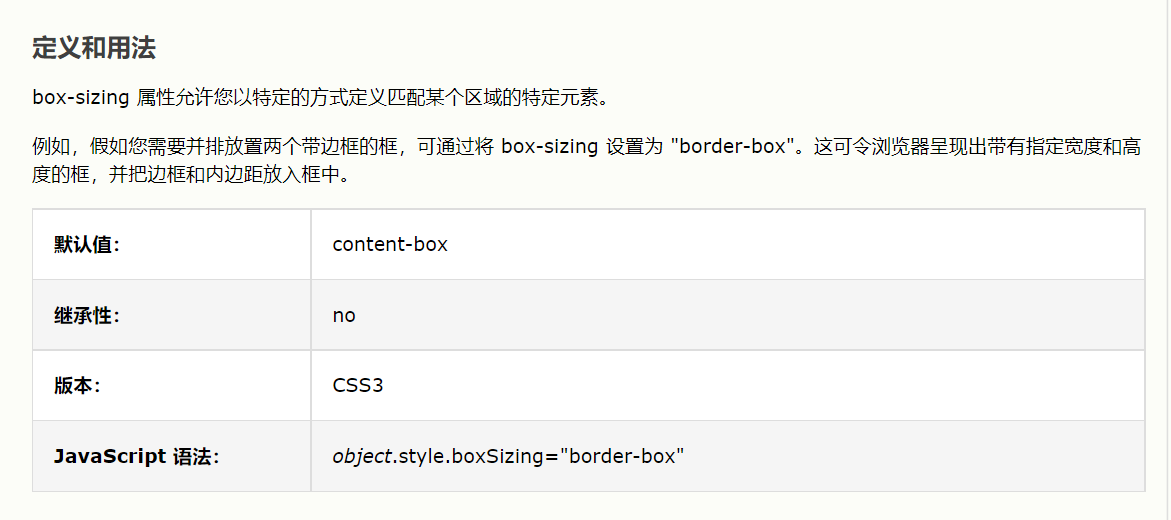 定义和用法
box-sizing 属性允许您以特定的方式定义匹配某个区域的特定元素。
例如，假如您需要并排放置两个带边框的框，可通过将 box-sizing 设置为 "border-box"。这可令浏览器呈现出带有指定宽度和高
度的框，并把边框和内边距放入框中。
默认值： content-box
继承性： no
版本： CSS3
JavaScript 语法： object.style.boxSizing="border-box"